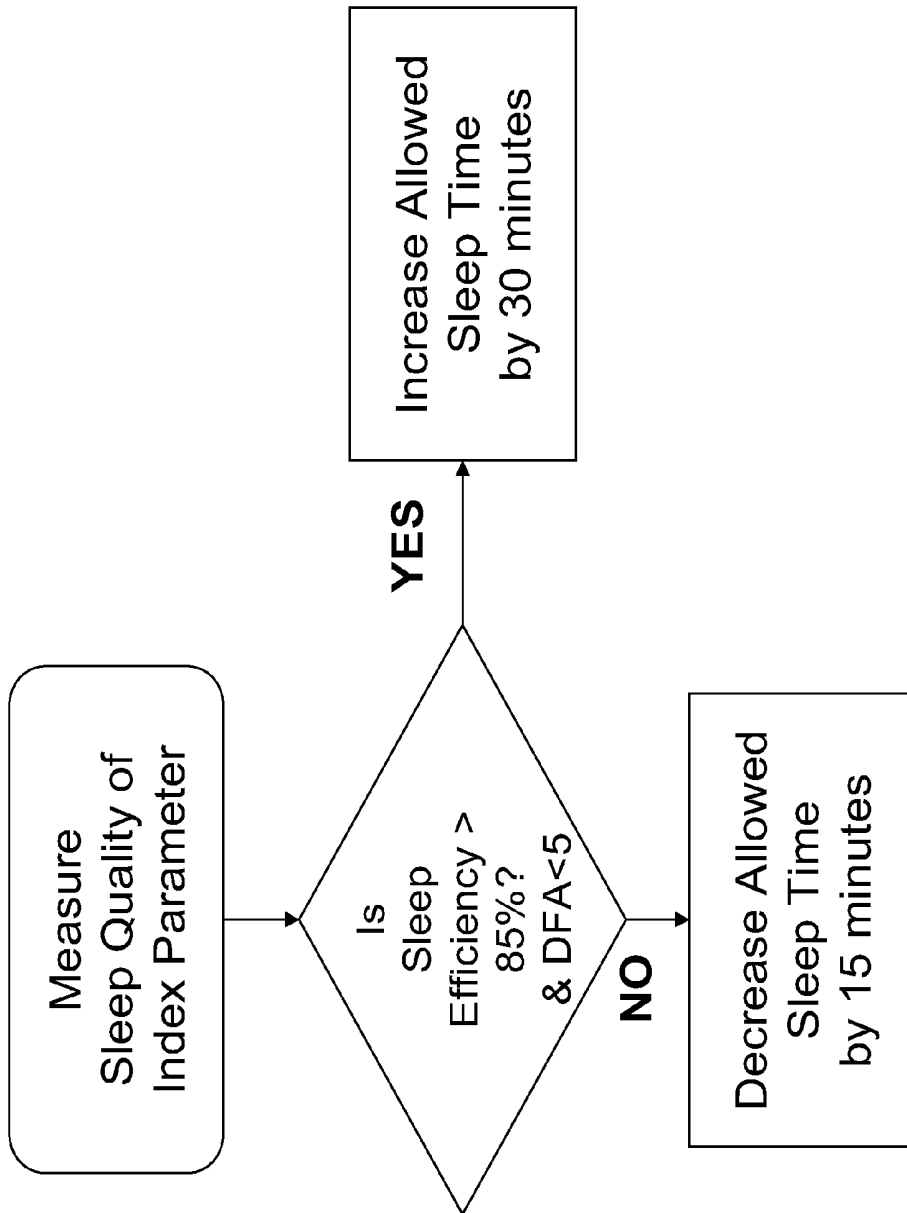 Measure
Sleep Quality of
Index Parameter
Is
Sleep
Efficiency >
85%?
& DFA<5
YES
Increase Allowed
Sleep Time
by 30 minutes
NO
Decrease Allowed
Sleep Time
by 15 minutes